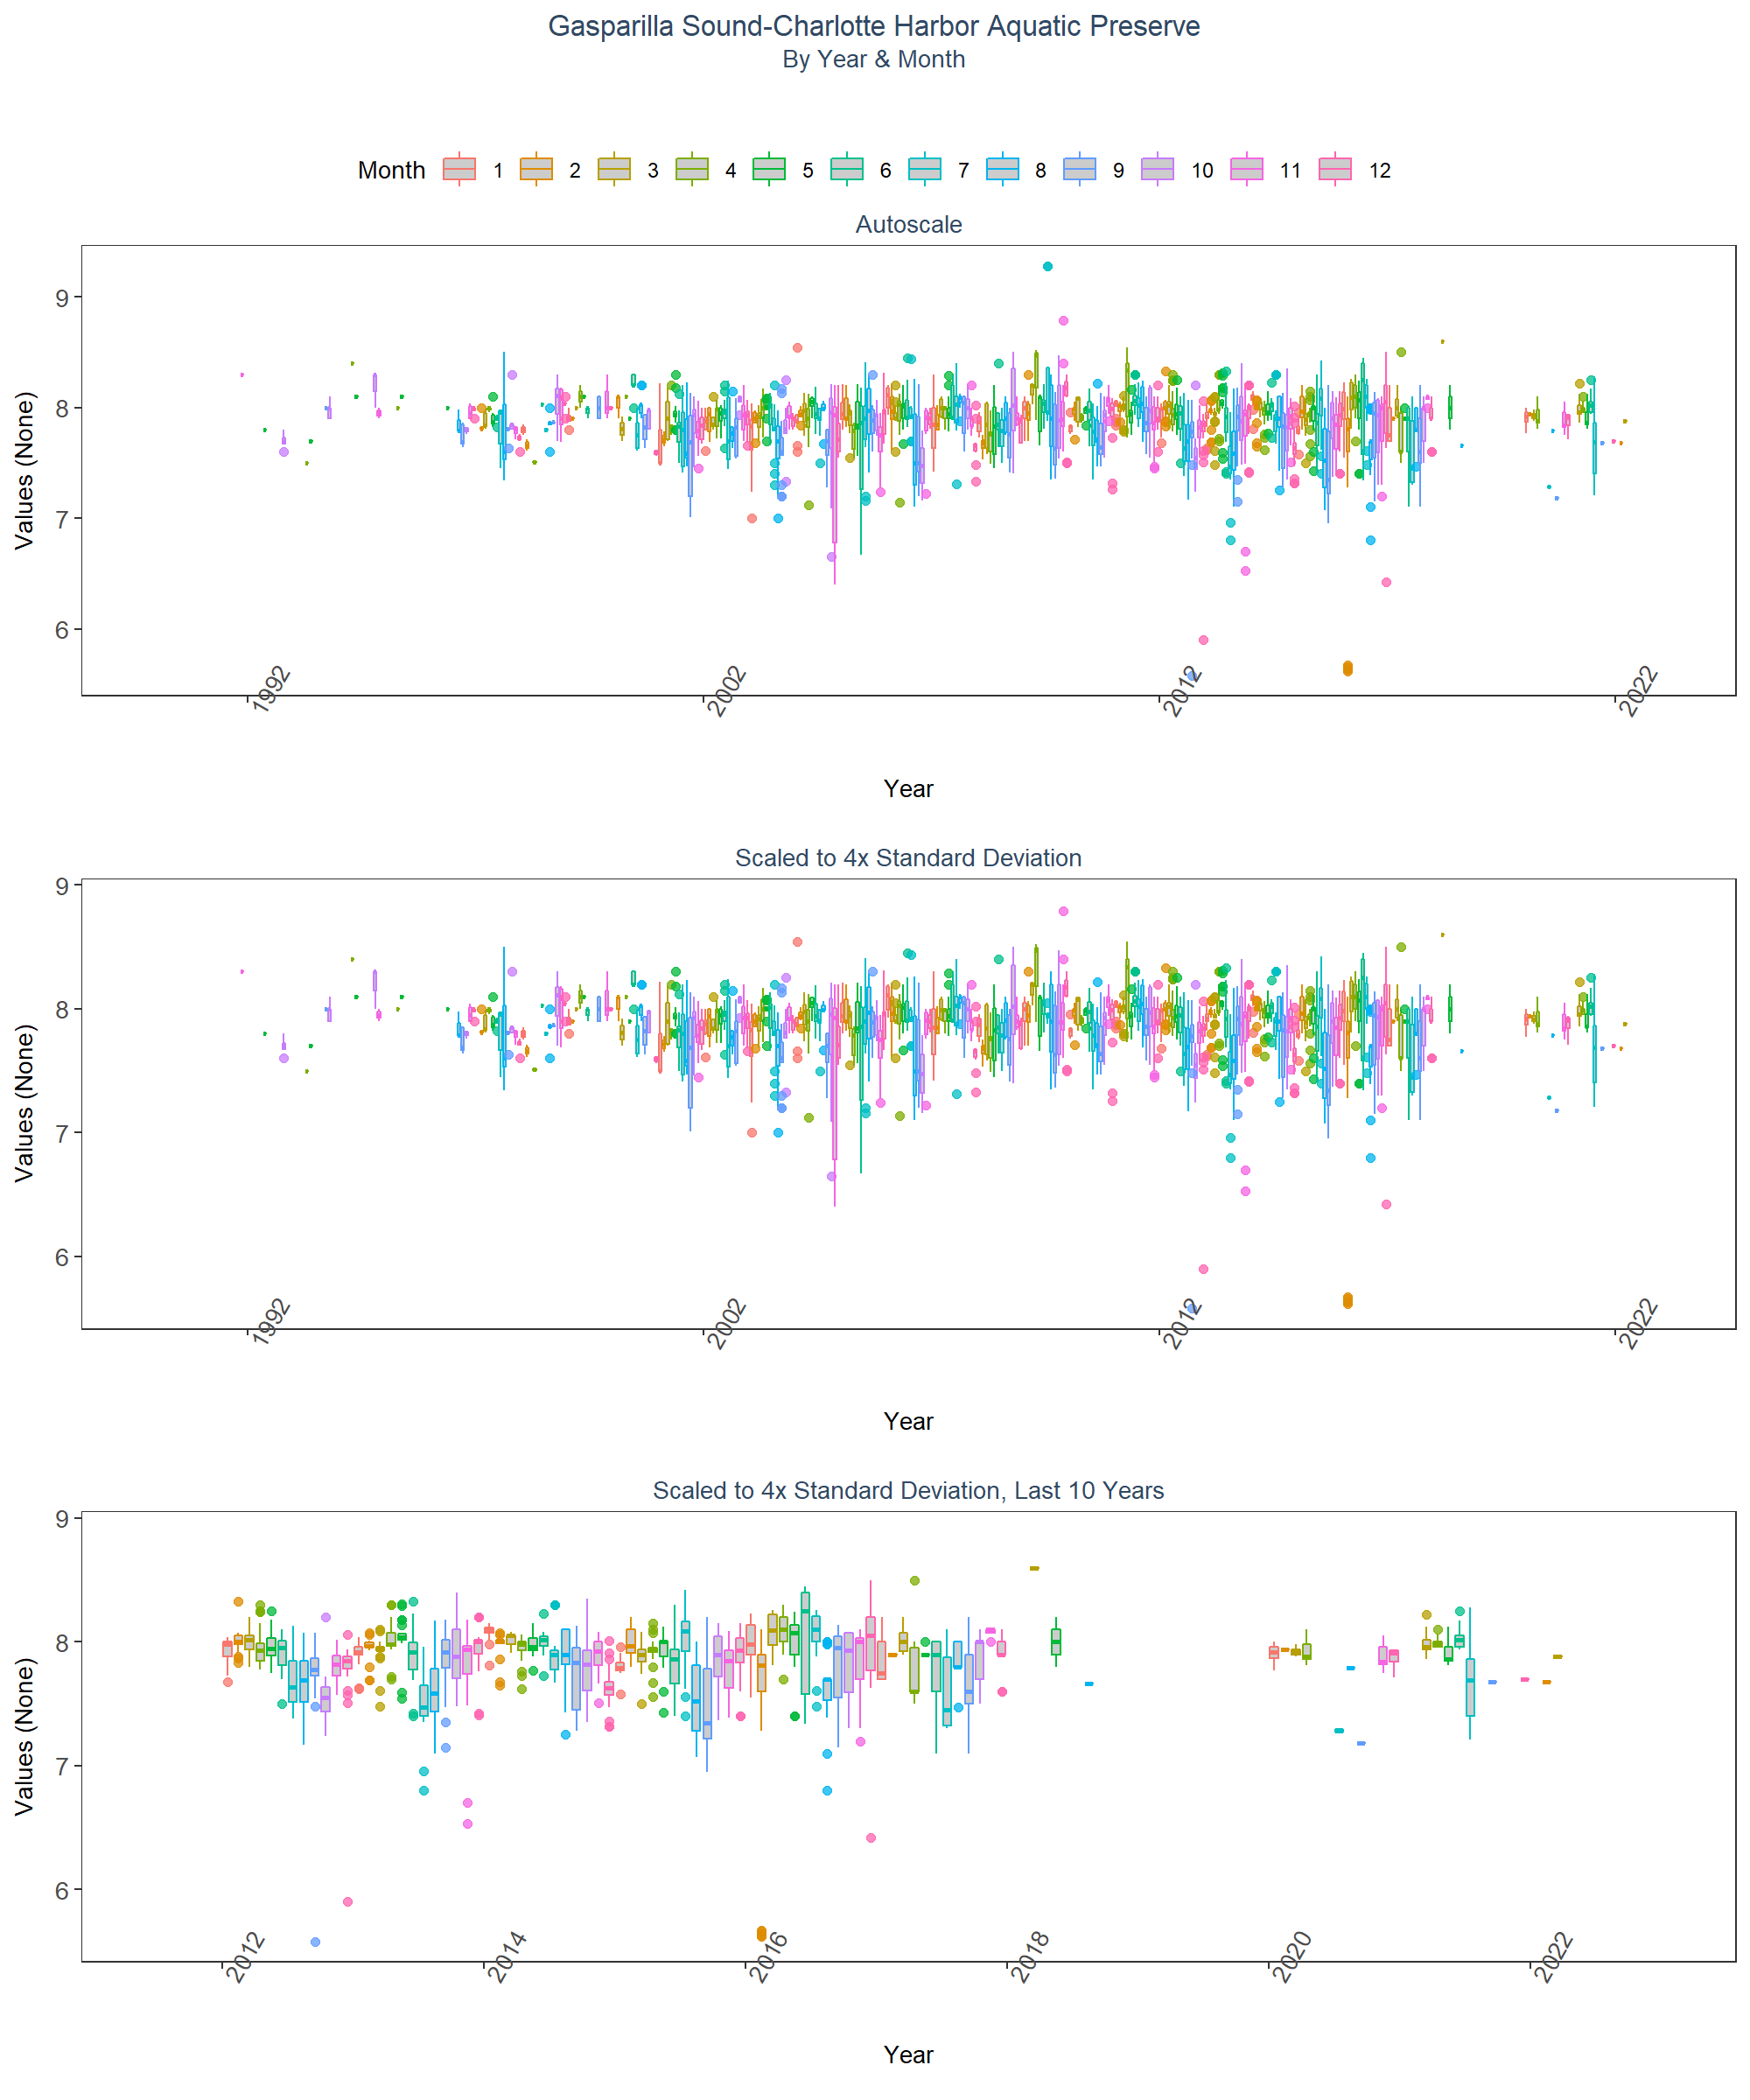 Gasparilla Sound-Charlotte Harbor Aquatic Preserve
By Year & Month
Month 1 2 3 4 5 6 7 8 9 10 11 12
Autoscale
Values (None)
9
8
7
6
1992 2002 2012 2022
Year
Scaled to 4x Standard Deviation
Values (None)
9
8
7
6
1992 2002 2012 2022
Year
Scaled to 4x Standard Deviation, Last 10 Years
Values (None)
9
8
7
6
2012 2014 2016 2018 2020 2022
Year